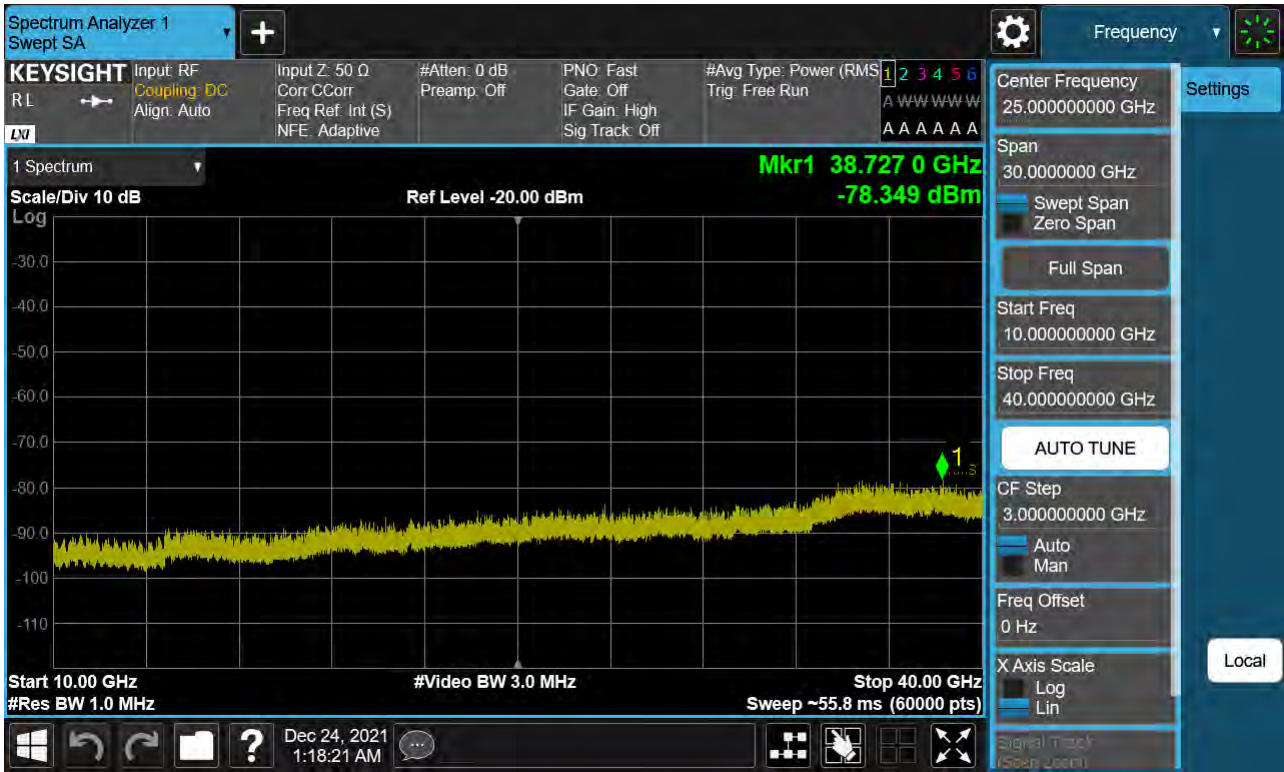 Spectrum Analyzer 1
Swept SA
Frequency
KEYSIGHT
RL
LXI
Input: RF
Coupling: DC
Align: Auto
Input Z: 50 Ω
Corr CCorr
Freq Ref: Int (S)
NFE: Adaptive
#Atten: 0 dB
Preamp: Off
PNO: Fast
Gate: Off
IF Gain: High
Sig Track: Off
#Avg Type: Power (RMS
Trig: Free Run
1 2 3 4 5 6
A W W W W W
A A A A A A
1 Spectrum
Scale/Div 10 dB
Log
Ref Level -20.00 dBm
Mkr1 38.727 0 GHz
-78.349 dBm
-30.0
-40.0
-50.0
-60.0
-70.0
-80.0
-90.0
-100
-110
1
Start 10.00 GHz
#Res BW 1.0 MHz
#Video BW 3.0 MHz
Stop 40.00 GHz
Sweep ~55.8 ms (60000 pts)
Center Frequency
25.000000000 GHz
Span
30.0000000 GHz
Swept Span
Zero Span
Full Span
Start Freq
10.000000000 GHz
Stop Freq
40.000000000 GHz
AUTO TUNE
CF Step
3.000000000 GHz
Auto
Man
Freq Offset
0 Hz
X Axis Scale
Log
Lin
Signal Track
(Span Zoom)
Settings
Local
?
Dec 24, 2021
1:18:21 AM